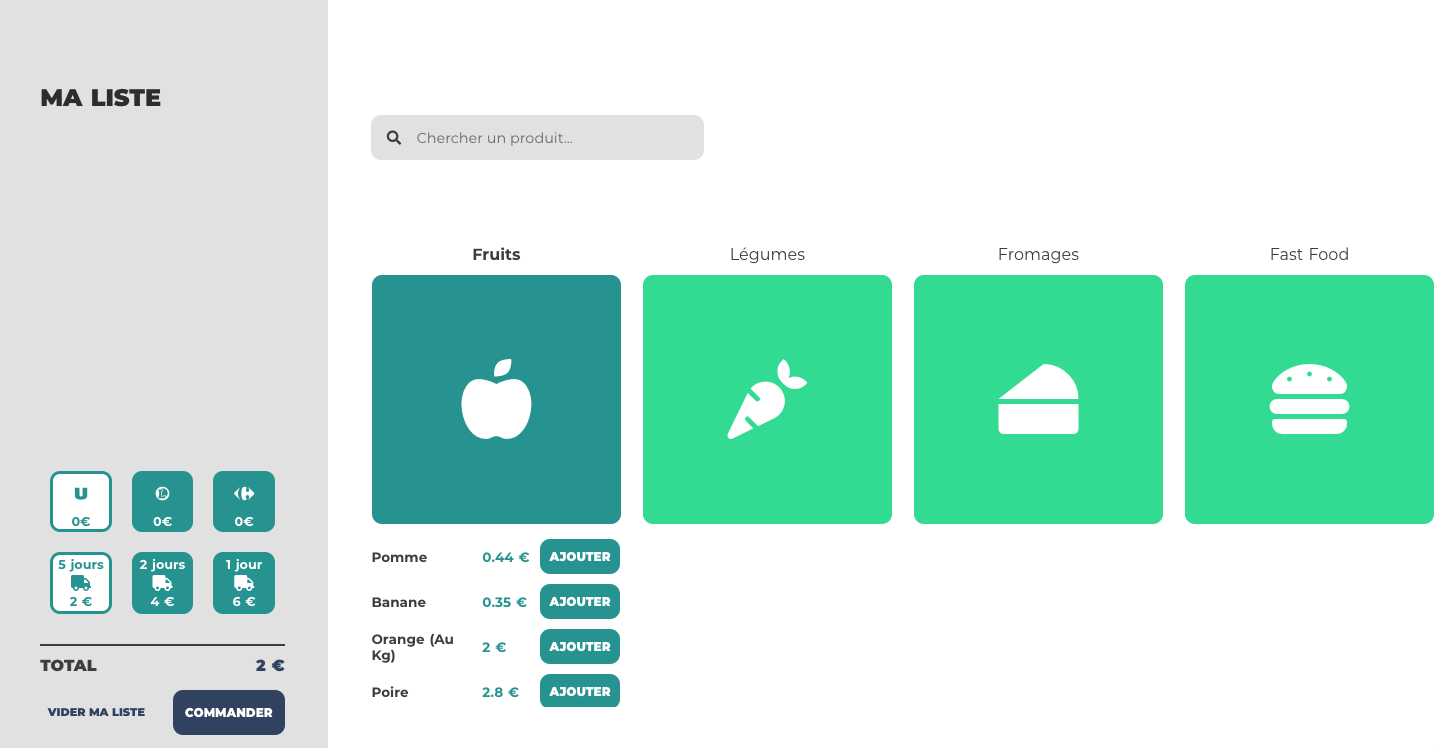 MA LISTE
Chercher un produit...
Fruits
Légumes
Fromages
Fast Food
Pomme 0.44 € AJOUTER
Banane 0.35 € AJOUTER
Orange (Au
Kg) 2 € AJOUTER
Poire 2.8 € AJOUTER
U
0€ 0€ 0€
5 jours 2 jours 1 jour
2 € 4 € 6 €
TOTAL 2 €
VIDER MA LISTE COMMANDER